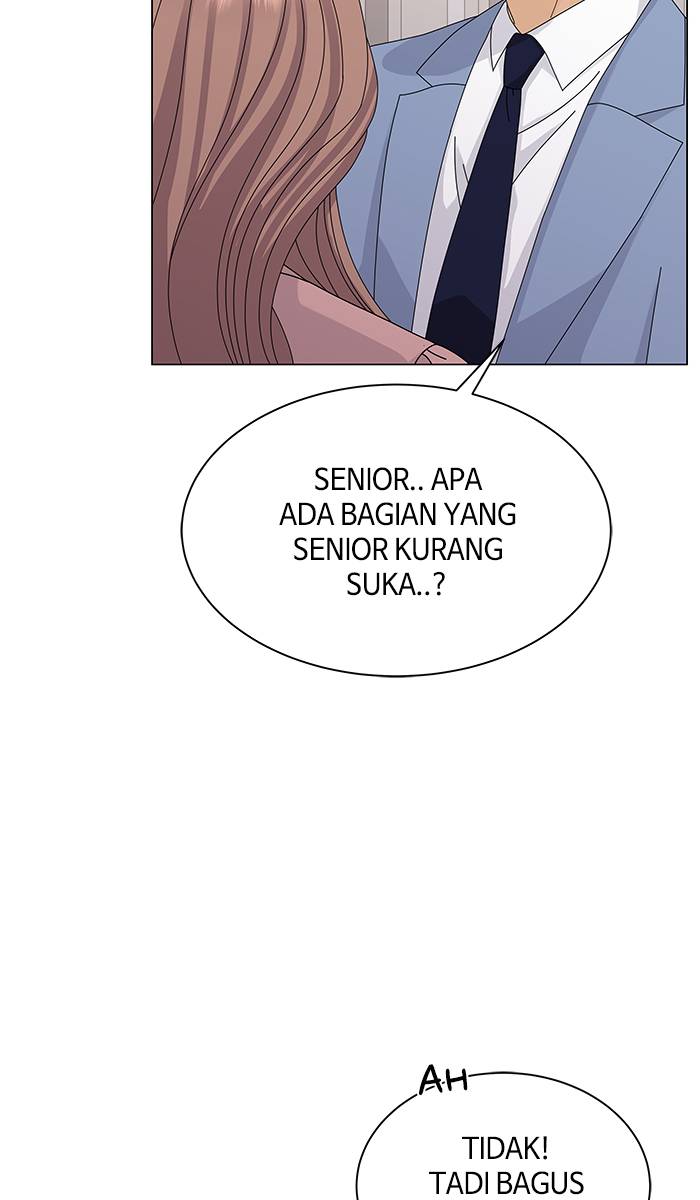 SENIOR.. APA
ADA BAGIAN YANG
SENIOR KURANG
SUKA..?
AH
TIDAK!
TADI BAGUS